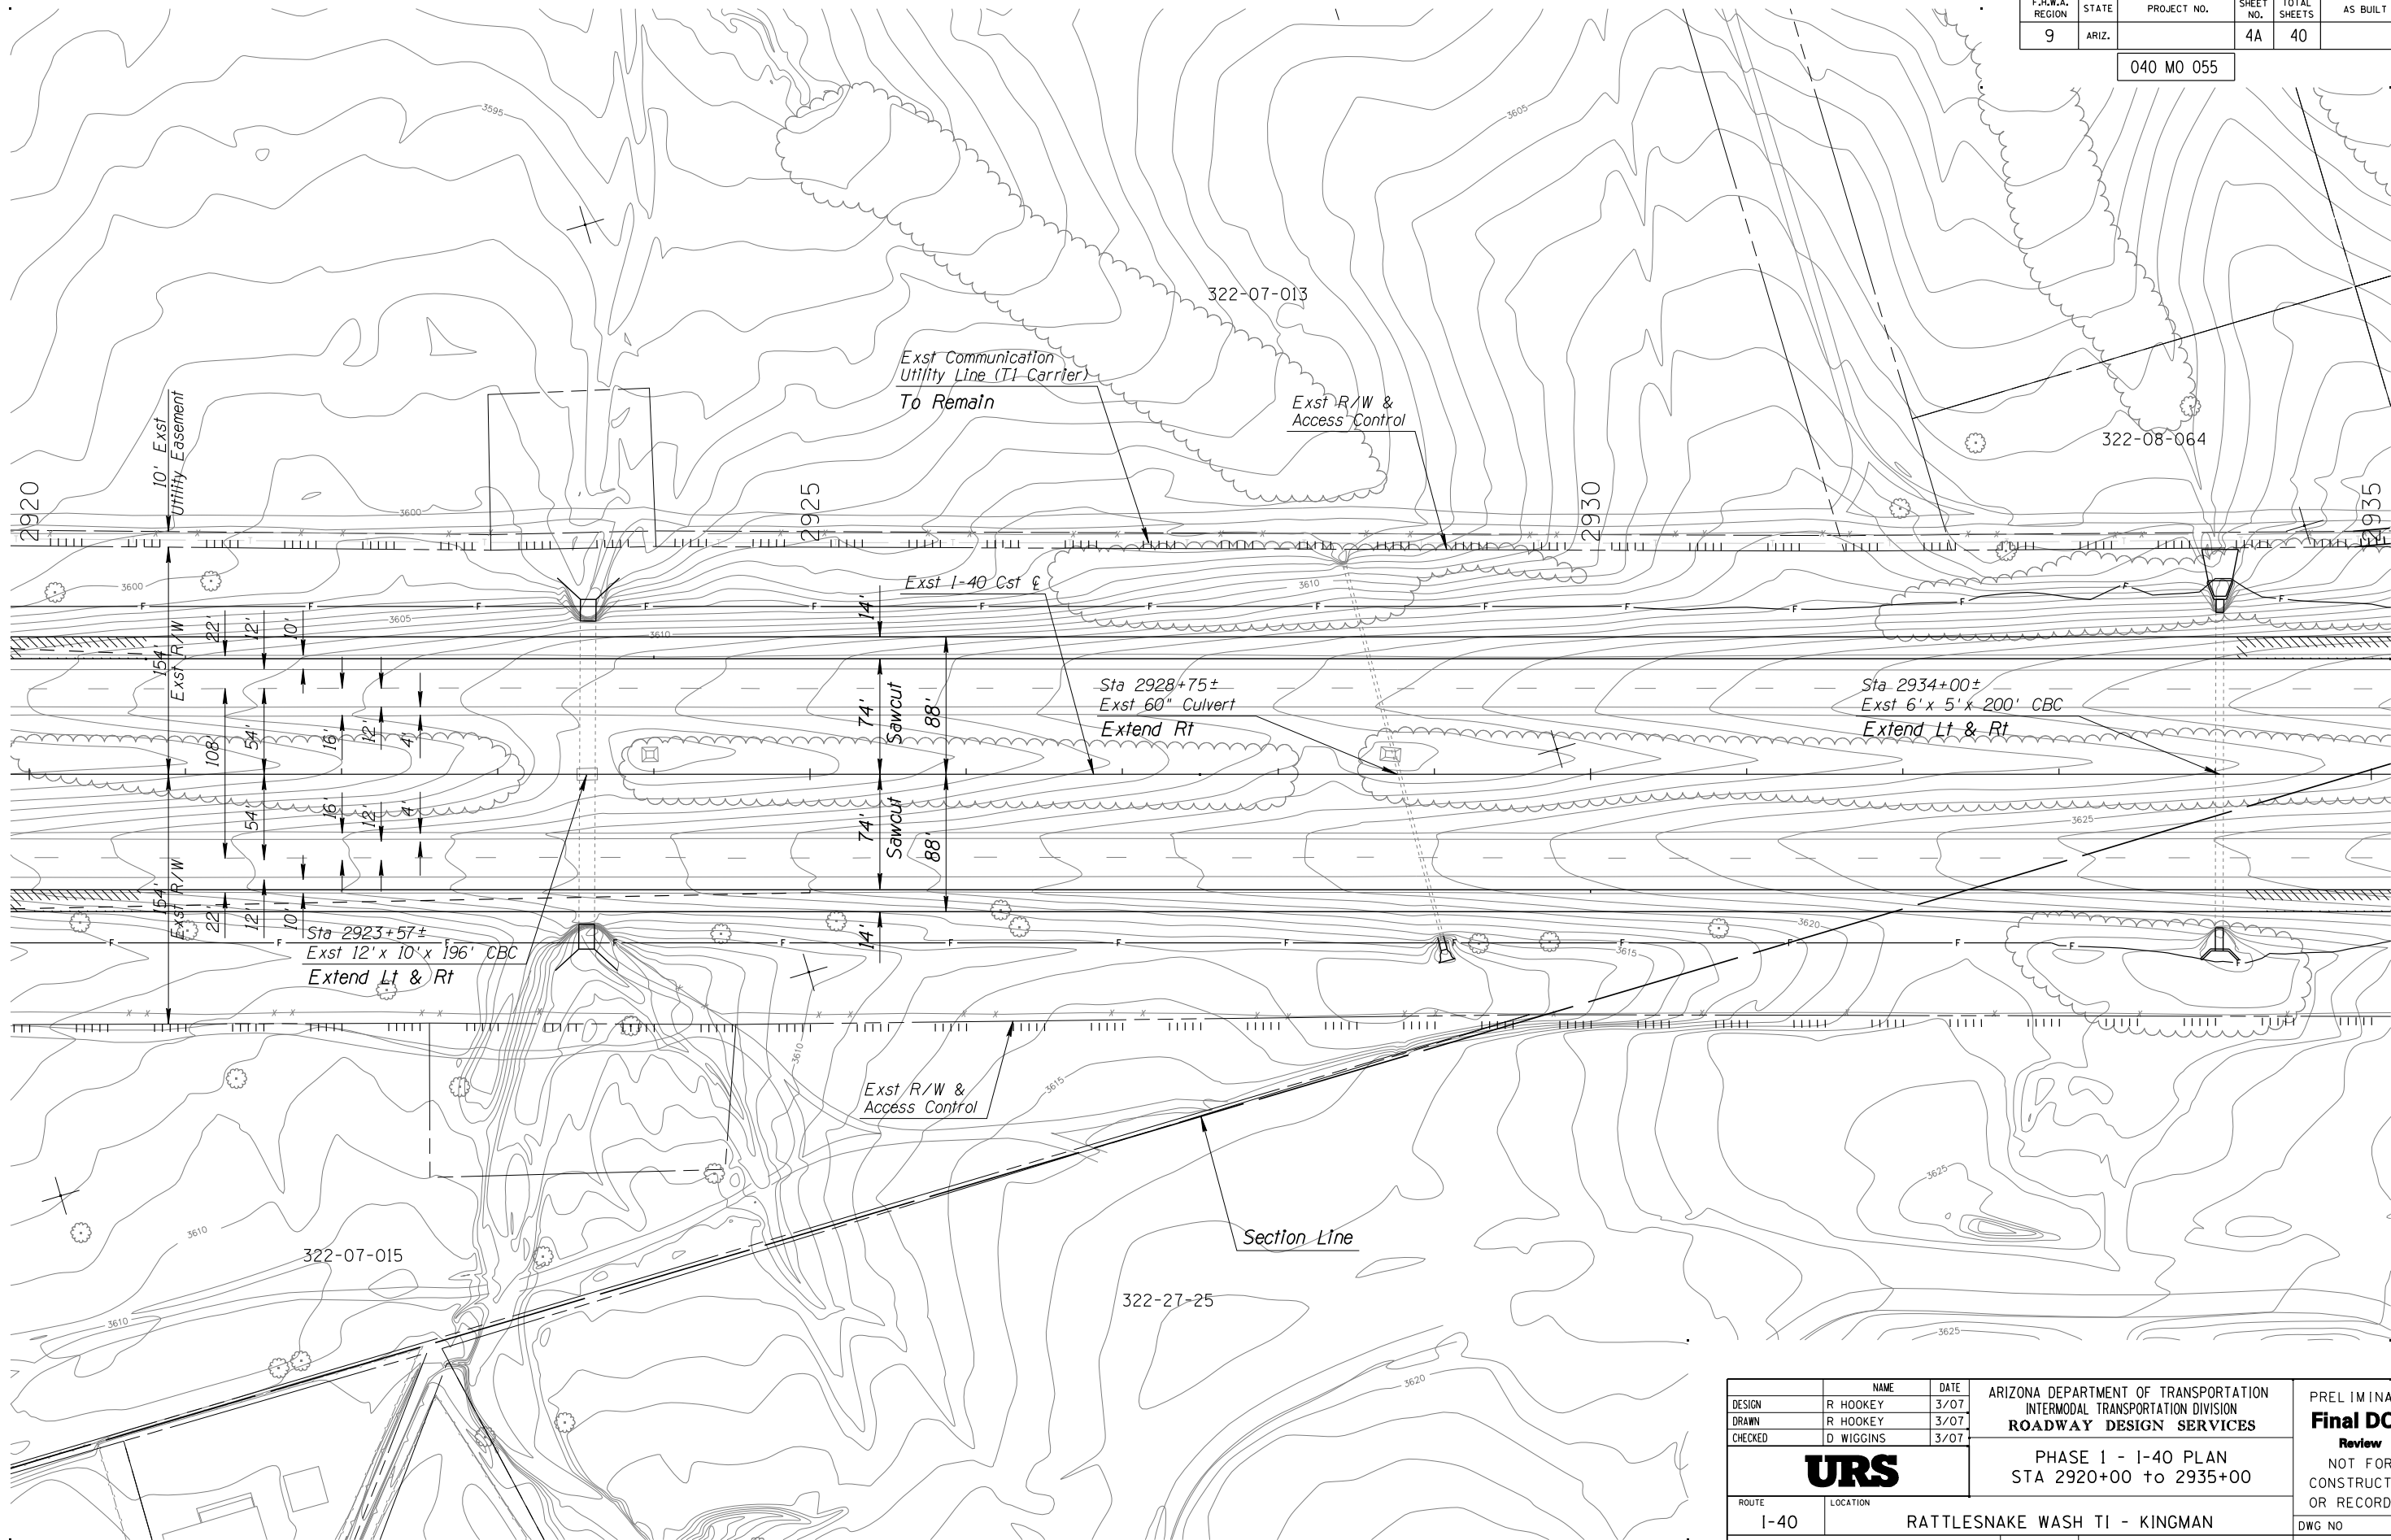 F.H.W.A. REGION
STATE
PROJECT NO.
SHEET NO.
TOTAL SHEETS
AS BUILT
9
ARIZ.
4A
40
040 MO 055
3595
3605
322-07-013
Exst Communication
Utility Line (T1 Carrier)
To Remain
Exst R/W &
Access Control
322-08-064
10' Exst
Utility Easement
2920
2925
2930
2935
3600
3600
3605
3610
3610
Exst I-40 Cst ℄
154'
Exst R/W
22'
12'
10'
14'
108'
54'
16'
12'
4'
74'
Sawcut
88'
Sta 2928+75±
Exst 60" Culvert
Extend Rt
Sta 2934+00±
Exst 6'x 5'x 200' CBC
Extend Lt & Rt
54'
16'
12'
4'
74'
Sawcut
88'
3625
154'
Exst R/W
22'
12'
10'
14'
Sta 2923+57±
Exst 12'x 10'x 196' CBC
Extend Lt & Rt
3620
3615
F F F F F F F F F F F F F
F F F F F F F F F F F F F F
Exst R/W &
Access Control
3610
3615
3625
Section Line
3610
322-07-015
322-27-25
3610
3620
3625
NAME
DATE
DESIGN
R HOOKEY
3/07
DRAWN
R HOOKEY
3/07
CHECKED
D WIGGINS
3/07
URS
ARIZONA DEPARTMENT OF TRANSPORTATION
INTERMODAL TRANSPORTATION DIVISION
ROADWAY DESIGN SERVICES
PHASE 1 - I-40 PLAN
STA 2920+00 to 2935+00
PRELIMINA
Final DC
Review
NOT FOR
CONSTRUCT
OR RECORD
ROUTE
I-40
LOCATION
RATTLESNAKE WASH TI - KINGMAN
DWG NO